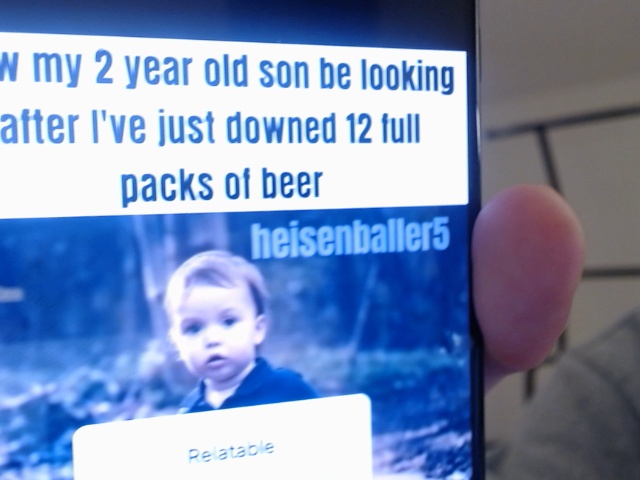 w my 2 year old son be looking
after I've just downed 12 full
packs of beer
heisenballer5
Relatable